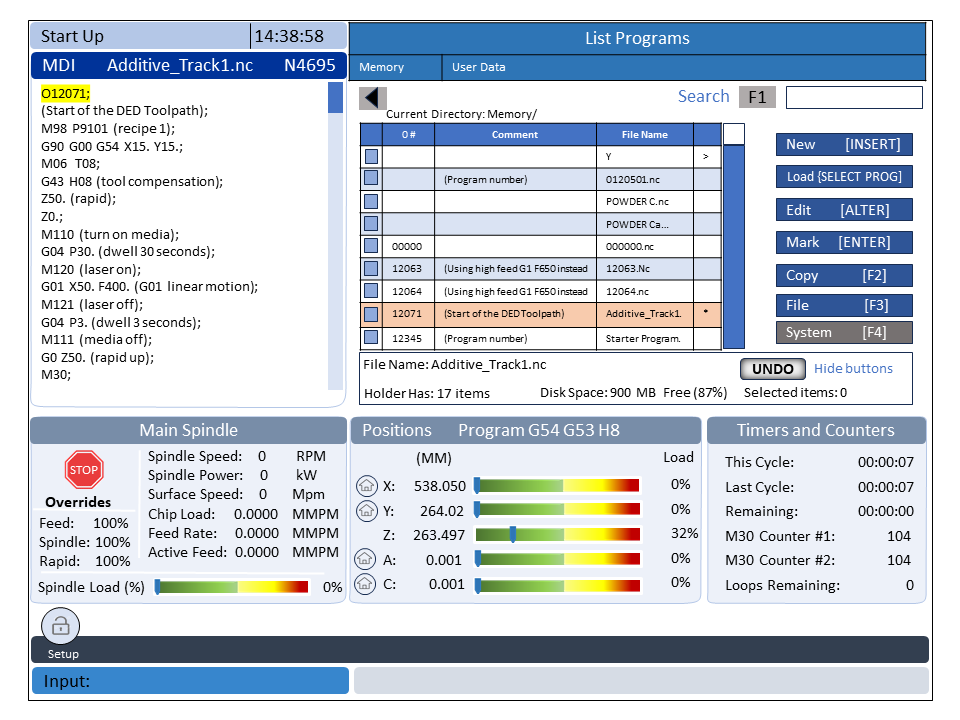 Start Up 14:38:58
MDI Additive_Track1.nc N4695
O12071;
(Start of the DED Toolpath);
M98 P9101 (recipe 1);
G90 G00 G54 X15. Y15.;
M06 T08;
G43 H08 (tool compensation);
Z50. (rapid);
Z0.;
M110 (turn on media);
G04 P30. (dwell 30 seconds);
M120 (laser on);
G01 X50. F400. (G01 linear motion);
M121 (laser off);
G04 P3. (dwell 3 seconds);
M111 (media off);
G0 Z50. (rapid up);
M30;
List Programs
Memory User Data
Search F1
Current Directory: Memory/
0 # Comment File Name
Y >
(Program number) 0120501.nc
POWDER C.nc
POWDER Ca...
00000 000000.nc
12063 (Using high feed G1 F650 instead 12063.Nc
12064 (Using high feed G1 F650 instead 12064.nc
12071 (Start of the DED Toolpath) Additive_Track1. *
12345 (Program number) Starter Program.
New [INSERT]
Load {SELECT PROG]
Edit [ALTER]
Mark [ENTER]
Copy [F2]
File [F3]
System [F4]
File Name: Additive_Track1.nc UNDO Hide buttons
Holder Has: 17 items Disk Space: 900 MB Free (87%) Selected items: 0
Main Spindle
STOP
Overrides
Feed: 100%
Spindle: 100%
Rapid: 100%
Spindle Speed: 0 RPM
Spindle Power: 0 kW
Surface Speed: 0 Mpm
Chip Load: 0.0000 MMPM
Feed Rate: 0.0000 MMPM
Active Feed: 0.0000 MMPM
Spindle Load (%) 0%
Positions Program G54 G53 H8
(MM) Load
X: 538.050 0%
Y: 264.02 0%
Z: 263.497 32%
A: 0.001 0%
C: 0.001 0%
Timers and Counters
This Cycle: 00:00:07
Last Cycle: 00:00:07
Remaining: 00:00:00
M30 Counter #1: 104
M30 Counter #2: 104
Loops Remaining: 0
Setup
Input: